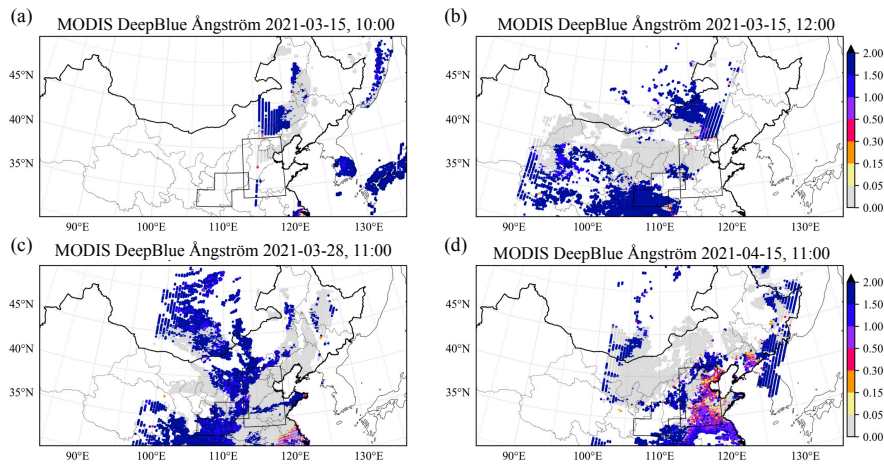 (a)
MODIS DeepBlue Ångström 2021-03-15, 10:00
45°N
40°N
35°N
90°E 100°E 110°E 120°E 130°E
(b)
MODIS DeepBlue Ångström 2021-03-15, 12:00
45°N
40°N
35°N
90°E 100°E 110°E 120°E 130°E
2.00
1.50
1.00
0.50
0.30
0.15
0.05
0.00
(c)
MODIS DeepBlue Ångström 2021-03-28, 11:00
45°N
40°N
35°N
90°E 100°E 110°E 120°E 130°E
(d)
MODIS DeepBlue Ångström 2021-04-15, 11:00
45°N
40°N
35°N
90°E 100°E 110°E 120°E 130°E
2.00
1.50
1.00
0.50
0.30
0.15
0.05
0.00